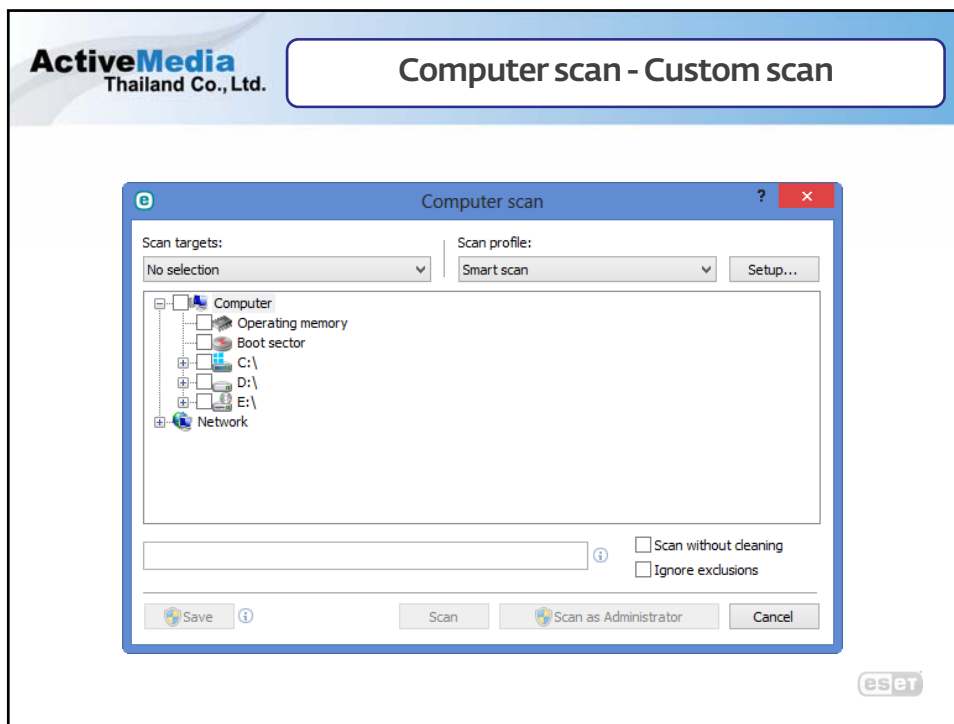 ActiveMedia
Thailand Co., Ltd.
Computer scan - Custom scan
e
Computer scan
?
Scan targets:
Scan profile:
No selection
Smart scan
Setup...
Computer
Operating memory
Boot sector
C:\
D:\
E:\
Network
Scan without cleaning
Ignore exclusions
Save
Scan
Scan as Administrator
Cancel
eseT